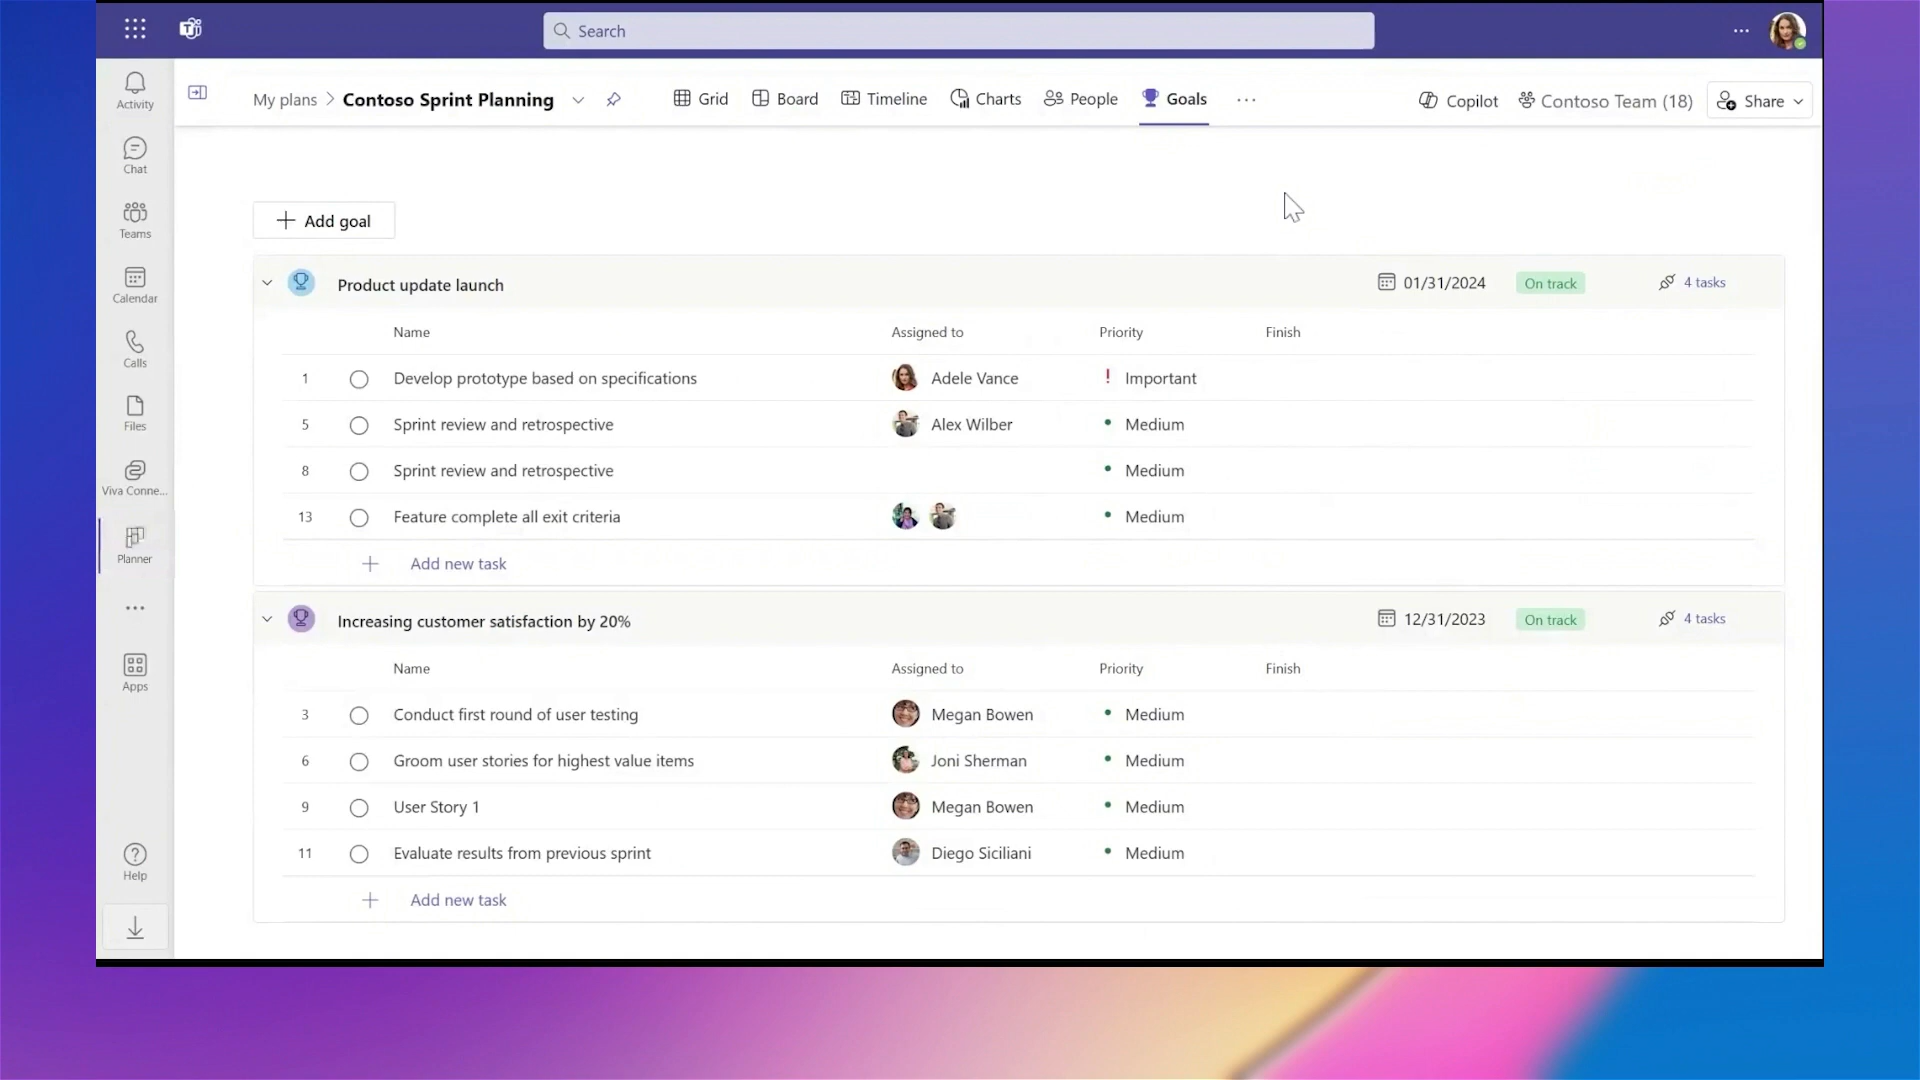 Search
Activity
Chat
Teams
Calendar
Calls
Files
Viva Conne...
Planner
Apps
Help
My plans > Contoso Sprint Planning
Grid Board Timeline Charts People Goals ...
Copilot Contoso Team (18) Share
+ Add goal
Product update launch 01/31/2024 On track 4 tasks
Name Assigned to Priority Finish
1 Develop prototype based on specifications Adele Vance ! Important
5 Sprint review and retrospective Alex Wilber • Medium
8 Sprint review and retrospective • Medium
13 Feature complete all exit criteria • Medium
+ Add new task
Increasing customer satisfaction by 20% 12/31/2023 On track 4 tasks
Name Assigned to Priority Finish
3 Conduct first round of user testing Megan Bowen • Medium
6 Groom user stories for highest value items Joni Sherman • Medium
9 User Story 1 Megan Bowen • Medium
11 Evaluate results from previous sprint Diego Siciliani • Medium
+ Add new task